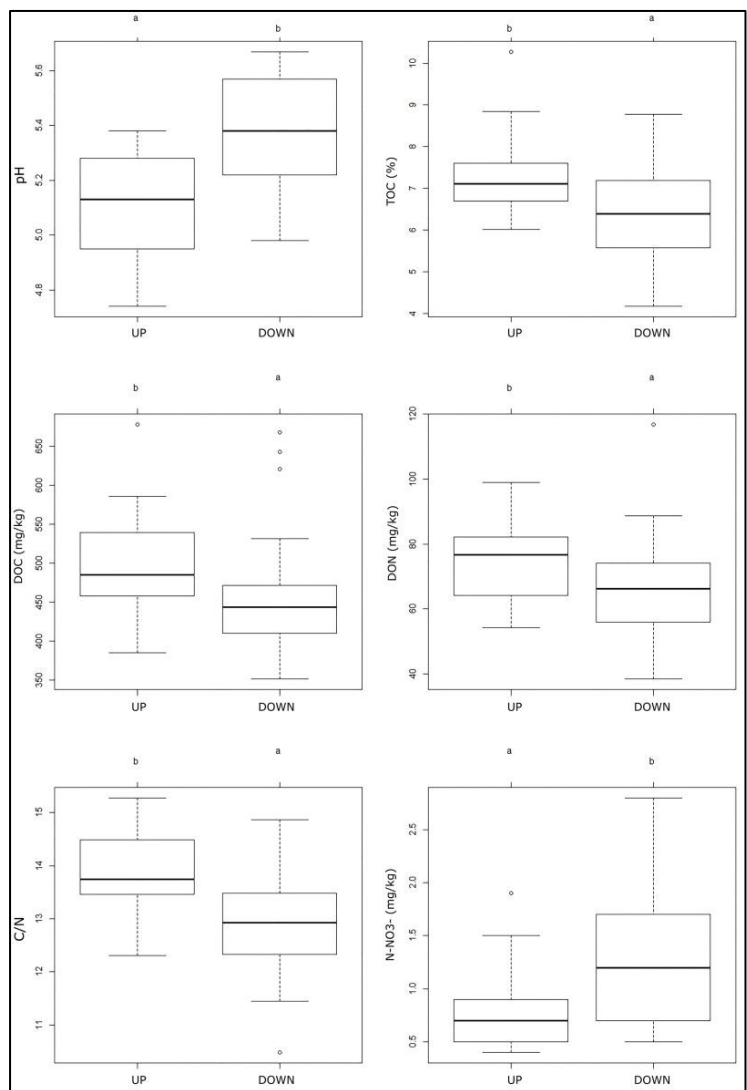 a b
pH
5.6
5.4
5.2
5.0
4.8
UP DOWN
b a
TOC (%)
10
9
8
7
6
5
4
UP DOWN
b a
DOC (mg/kg)
650
600
550
500
450
400
350
UP DOWN
b a
DON (mg/kg)
120
100
80
60
40
UP DOWN
b a
C/N
15
14
13
12
11
UP DOWN
a b
N-NO3- (mg/kg)
2.5
2.0
1.5
1.0
0.5
UP DOWN